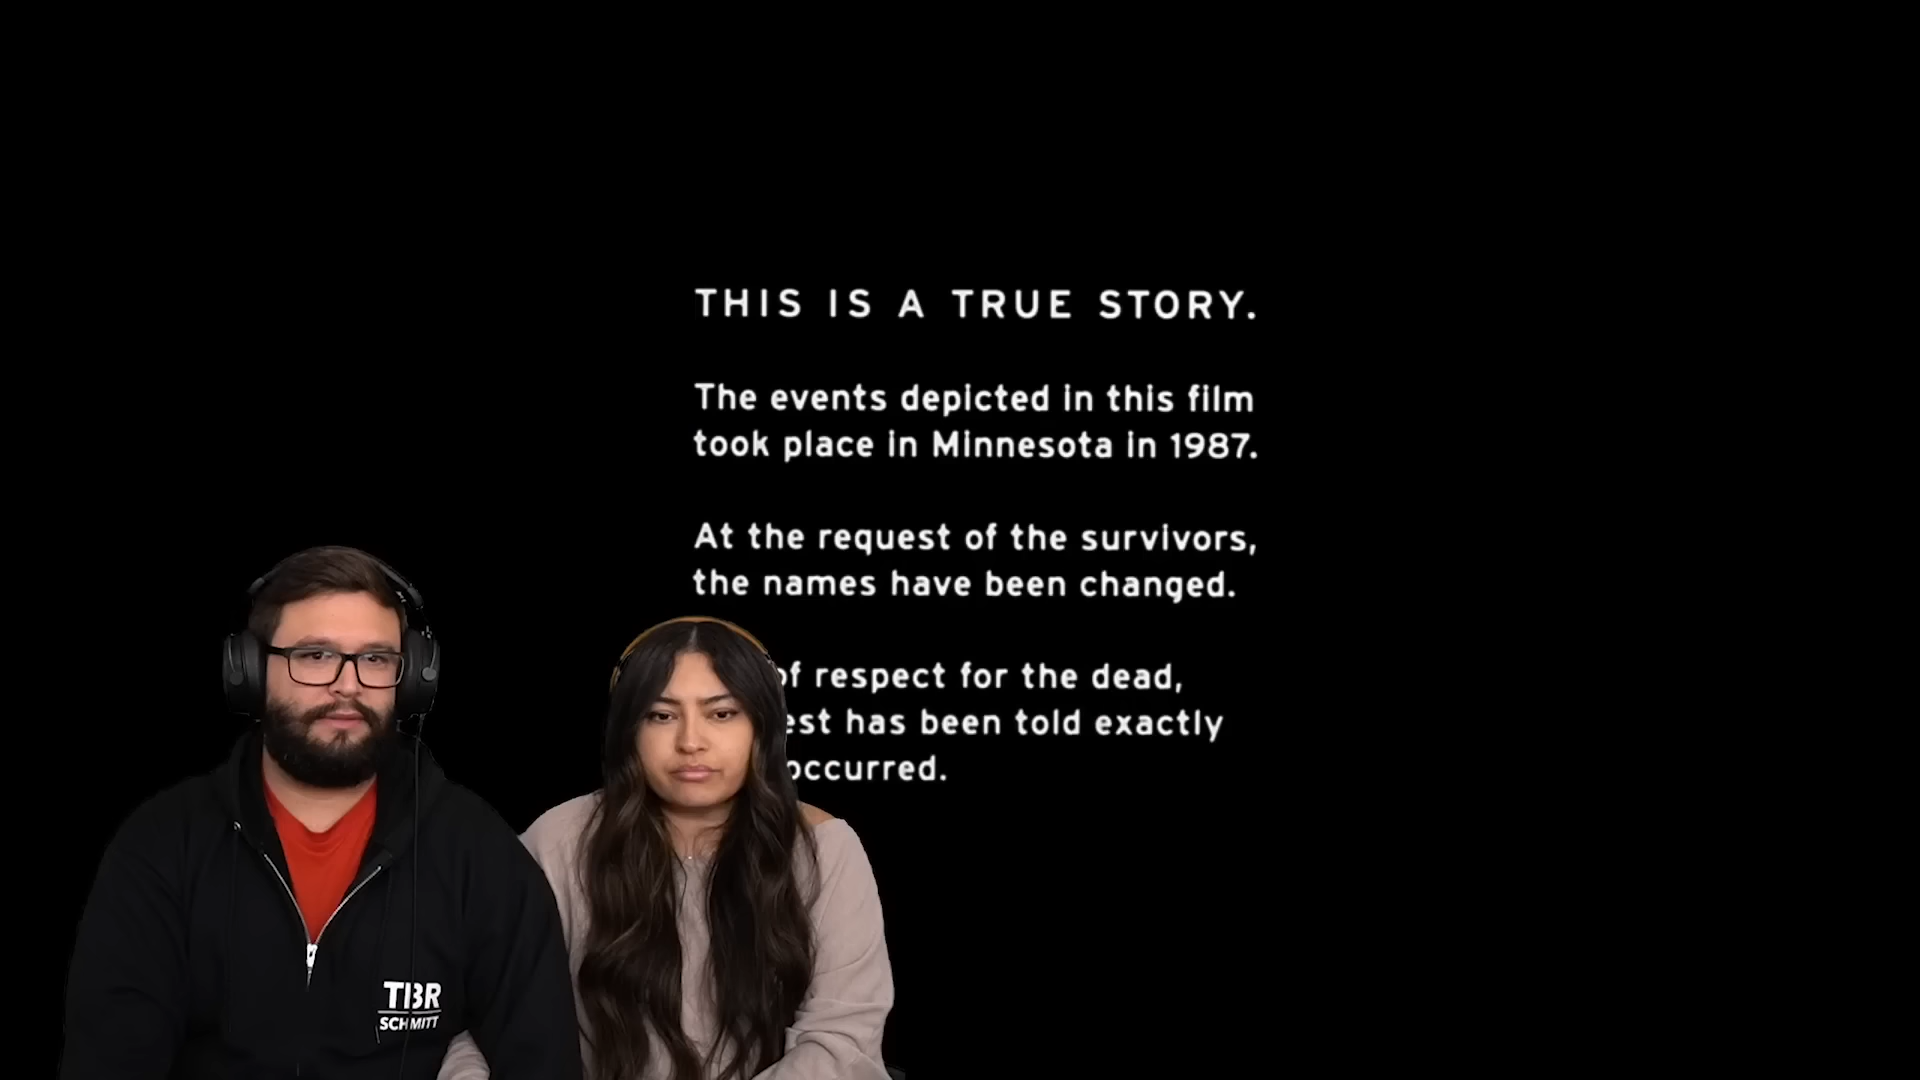 THIS IS A TRUE STORY.
The events depicted in this film
took place in Minnesota in 1987.
At the request of the survivors,
the names have been changed.
of respect for the dead,
has been told exactly
occurred.
TBR
SCHMITT